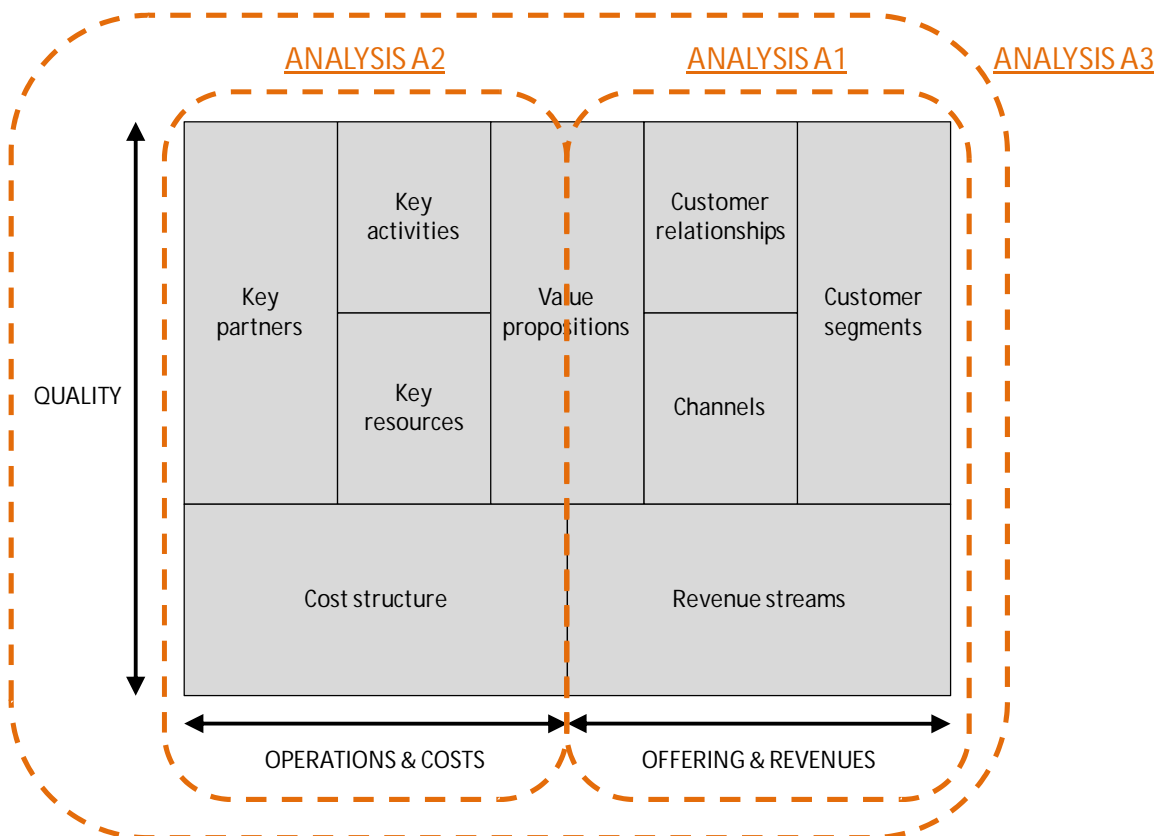 ANALYSIS A2
ANALYSIS A1
ANALYSIS A3
Key
activities
Customer
relationships
Key
partners
Value
propositions
Customer
segments
QUALITY
Key
resources
Channels
Cost structure
Revenue streams
OPERATIONS & COSTS
OFFERING & REVENUES